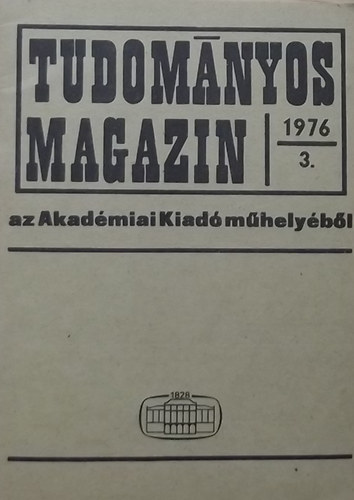 TUDOMÁNYOS
MAGAZIN
1976
3.
az Akadémiai Kiadó műhelyéből
1828